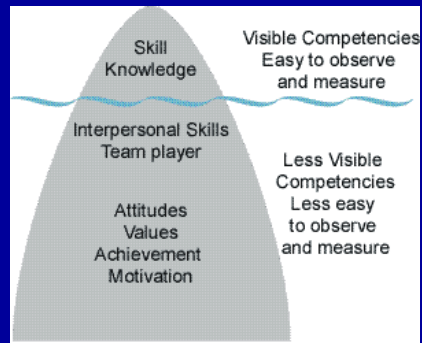 Skill
Knowledge
Visible Competencies
Easy to observe
and measure
Interpersonal Skills
Team player
Attitudes
Values
Achievement
Motivation
Less Visible
Competencies
Less easy
to observe
and measure